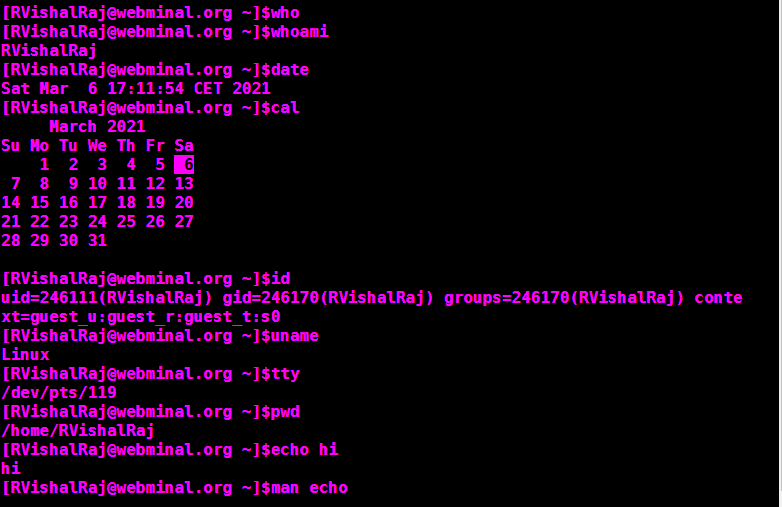 [RVishalRaj@webminal.org ~]$who
[RVishalRaj@webminal.org ~]$whoami
RVishalRaj
[RVishalRaj@webminal.org ~]$date
Sat Mar  6 17:11:54 CET 2021
[RVishalRaj@webminal.org ~]$cal
     March 2021
Su Mo Tu We Th Fr Sa
    1  2  3  4  5  6
 7  8  9 10 11 12 13
14 15 16 17 18 19 20
21 22 23 24 25 26 27
28 29 30 31
[RVishalRaj@webminal.org ~]$id
uid=246111(RVishalRaj) gid=246170(RVishalRaj) groups=246170(RVishalRaj) conte
xt=guest_u:guest_r:guest_t:s0
[RVishalRaj@webminal.org ~]$uname
Linux
[RVishalRaj@webminal.org ~]$tty
/dev/pts/119
[RVishalRaj@webminal.org ~]$pwd
/home/RVishalRaj
[RVishalRaj@webminal.org ~]$echo hi
hi
[RVishalRaj@webminal.org ~]$man echo